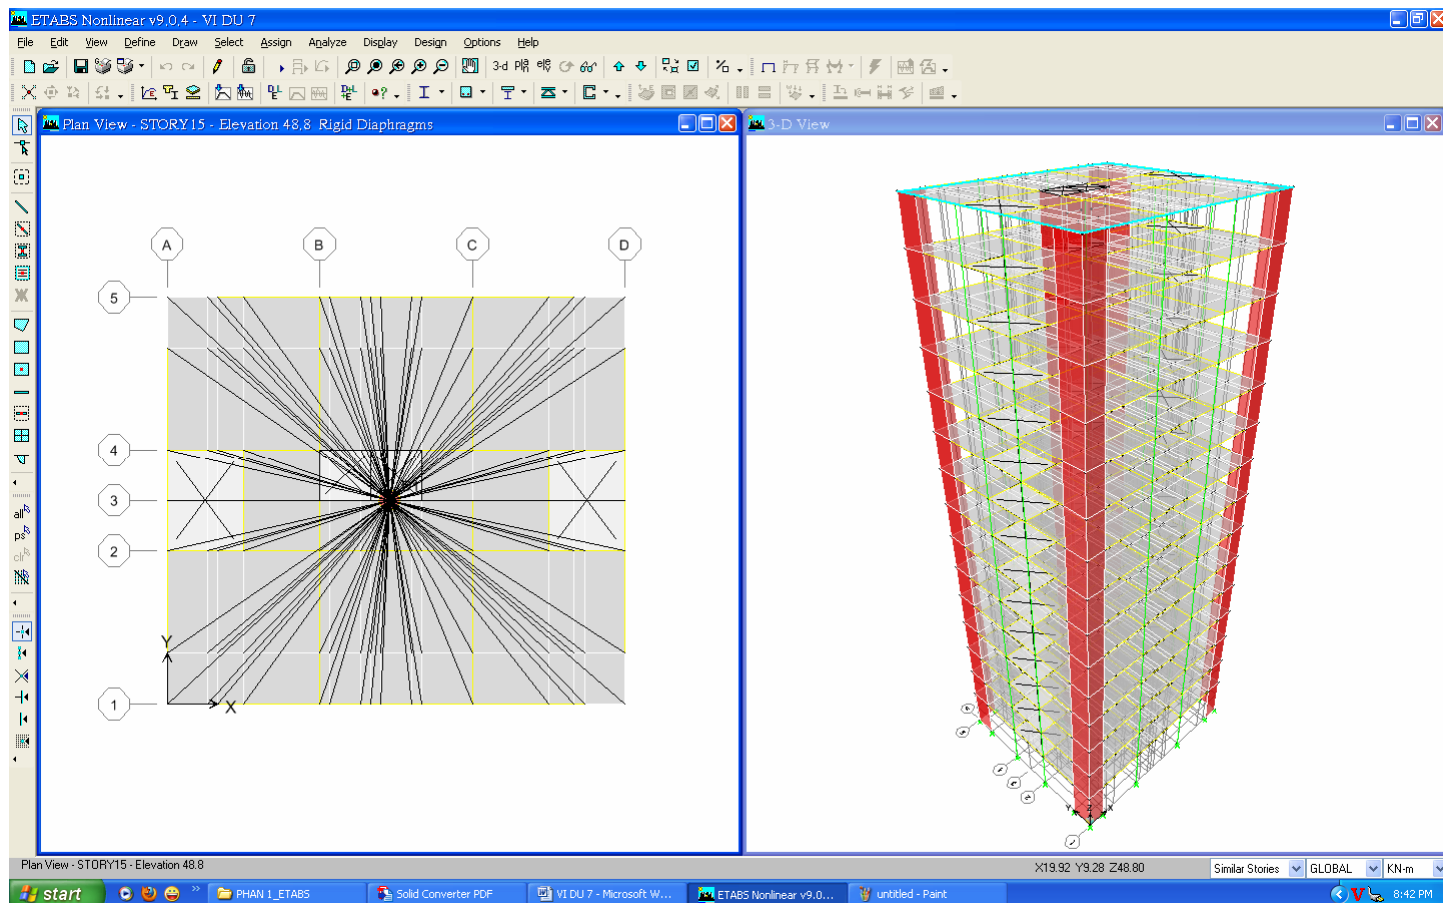 ETABS Nonlinear v9,0,4 - VI DU 7
File Edit View Define Draw Select Assign Analyze Display Design Options Help
3-d
Plan View - STORY15 - Elevation 48,8 Rigid Diaphragms
3-D View
all
ps
clr
A B C D
5
4
3
2
1
Y
X
Y Z X
Plan View - STORY15 - Elevation 48.8
X19.92 Y9.28 Z48.80
Similar Stories
GLOBAL
KN-m
start
PHAN 1_ETABS
Solid Converter PDF
VI DU 7 - Microsoft W...
ETABS Nonlinear v9.0...
untitled - Paint
8:42 PM